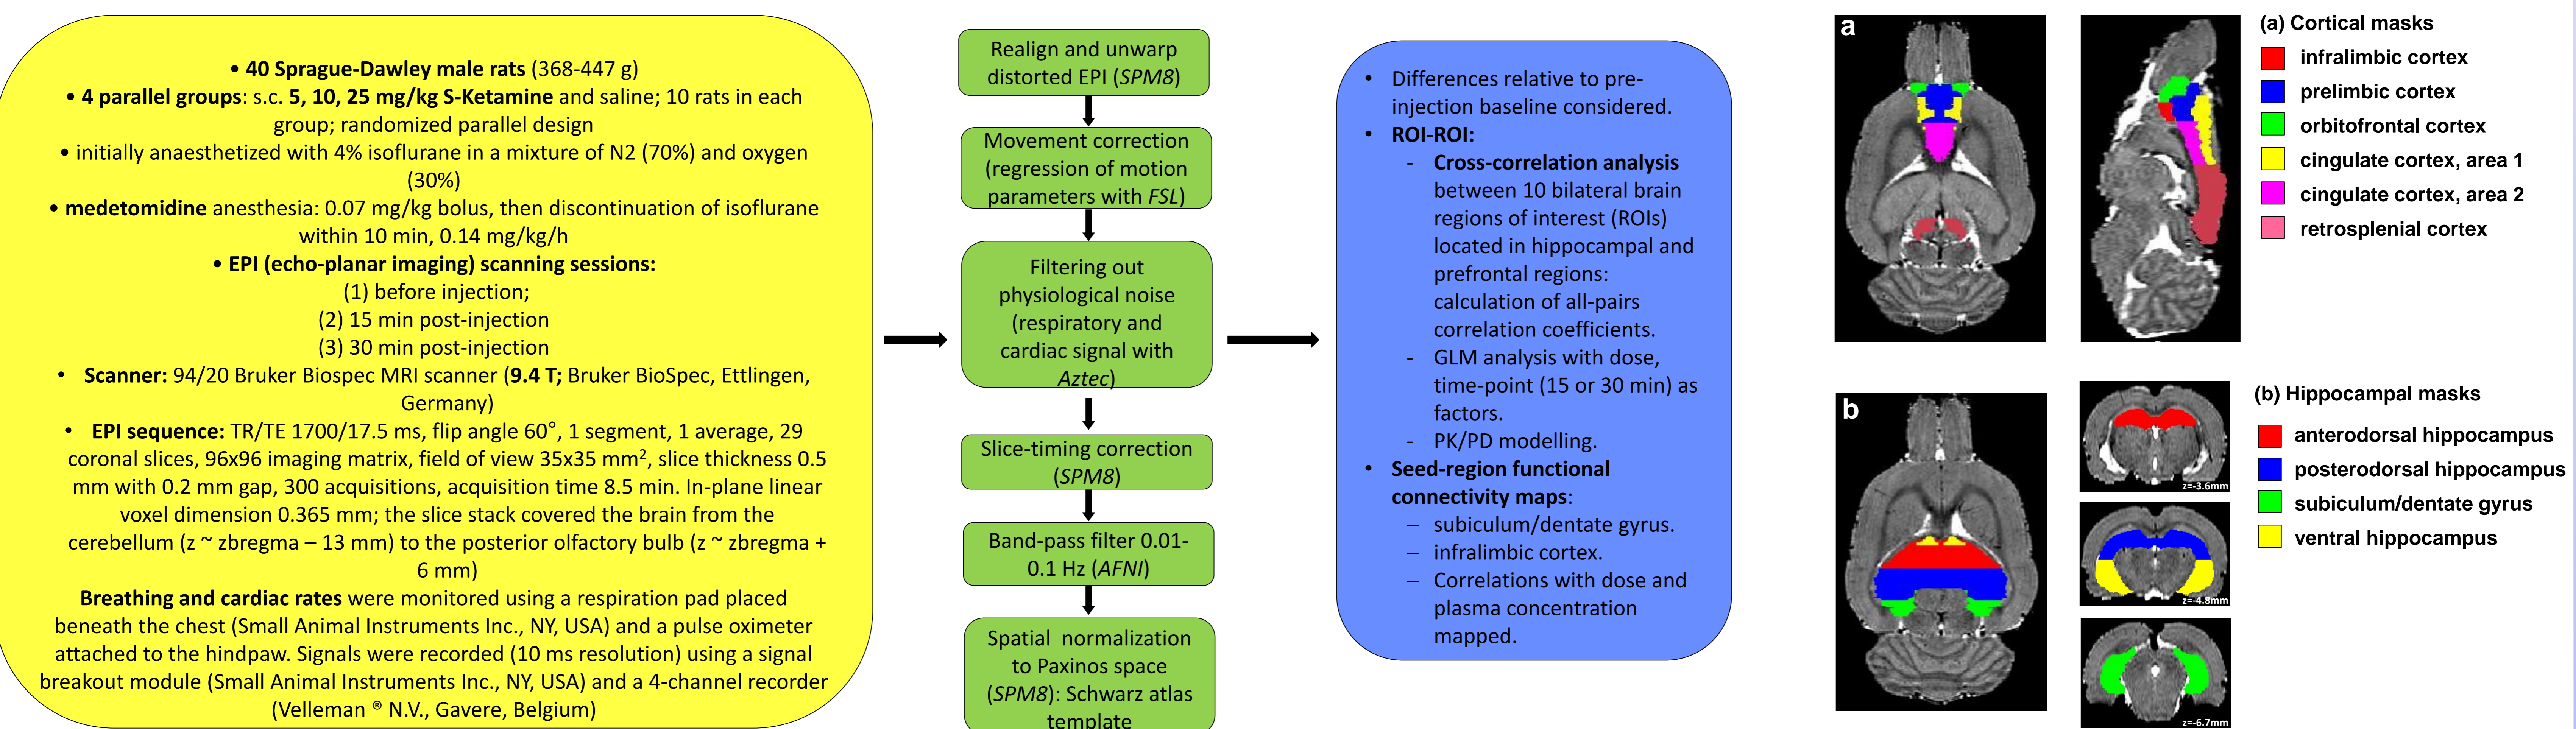 • 40 Sprague-Dawley male rats (368-447 g)
• 4 parallel groups: s.c. 5, 10, 25 mg/kg S-Ketamine and saline; 10 rats in each
group; randomized parallel design
• initially anaesthetized with 4% isoflurane in a mixture of N2 (70%) and oxygen
(30%)
• medetomidine anesthesia: 0.07 mg/kg bolus, then discontinuation of isoflurane
within 10 min, 0.14 mg/kg/h
• EPI (echo-planar imaging) scanning sessions:
(1) before injection;
(2) 15 min post-injection
(3) 30 min post-injection
• Scanner: 94/20 Bruker Biospec MRI scanner (9.4 T; Bruker BioSpec, Ettlingen,
Germany)
• EPI sequence: TR/TE 1700/17.5 ms, flip angle 60°, 1 segment, 1 average, 29
coronal slices, 96x96 imaging matrix, field of view 35x35 mm², slice thickness 0.5
mm with 0.2 mm gap, 300 acquisitions, acquisition time 8.5 min. In-plane linear
voxel dimension 0.365 mm; the slice stack covered the brain from the
cerebellum (z ~ zbregma – 13 mm) to the posterior olfactory bulb (z ~ zbregma +
6 mm)
Breathing and cardiac rates were monitored using a respiration pad placed
beneath the chest (Small Animal Instruments Inc., NY, USA) and a pulse oximeter
attached to the hindpaw. Signals were recorded (10 ms resolution) using a signal
breakout module (Small Animal Instruments Inc., NY, USA) and a 4-channel recorder
(Velleman ® N.V., Gavere, Belgium)
Realign and unwarp
distorted EPI (SPM8)
Movement correction
(regression of motion
parameters with FSL)
Filtering out
physiological noise
(respiratory and
cardiac signal with
Aztec)
Slice-timing correction
(SPM8)
Band-pass filter 0.01-
0.1 Hz (AFNI)
Spatial normalization
to Paxinos space
(SPM8): Schwarz atlas
template
• Differences relative to pre-
injection baseline considered.
• ROI-ROI:
- Cross-correlation analysis
between 10 bilateral brain
regions of interest (ROIs)
located in hippocampal and
prefrontal regions:
calculation of all-pairs
correlation coefficients.
- GLM analysis with dose,
time-point (15 or 30 min) as
factors.
- PK/PD modelling.
• Seed-region functional
connectivity maps:
– subiculum/dentate gyrus.
– infralimbic cortex.
– Correlations with dose and
plasma concentration
mapped.
a
(a) Cortical masks
infralimbic cortex
prelimbic cortex
orbitofrontal cortex
cingulate cortex, area 1
cingulate cortex, area 2
retrosplenial cortex
b
z=-3.6mm
z=-4.8mm
z=-6.7mm
(b) Hippocampal masks
anterodorsal hippocampus
posterodorsal hippocampus
subiculum/dentate gyrus
ventral hippocampus